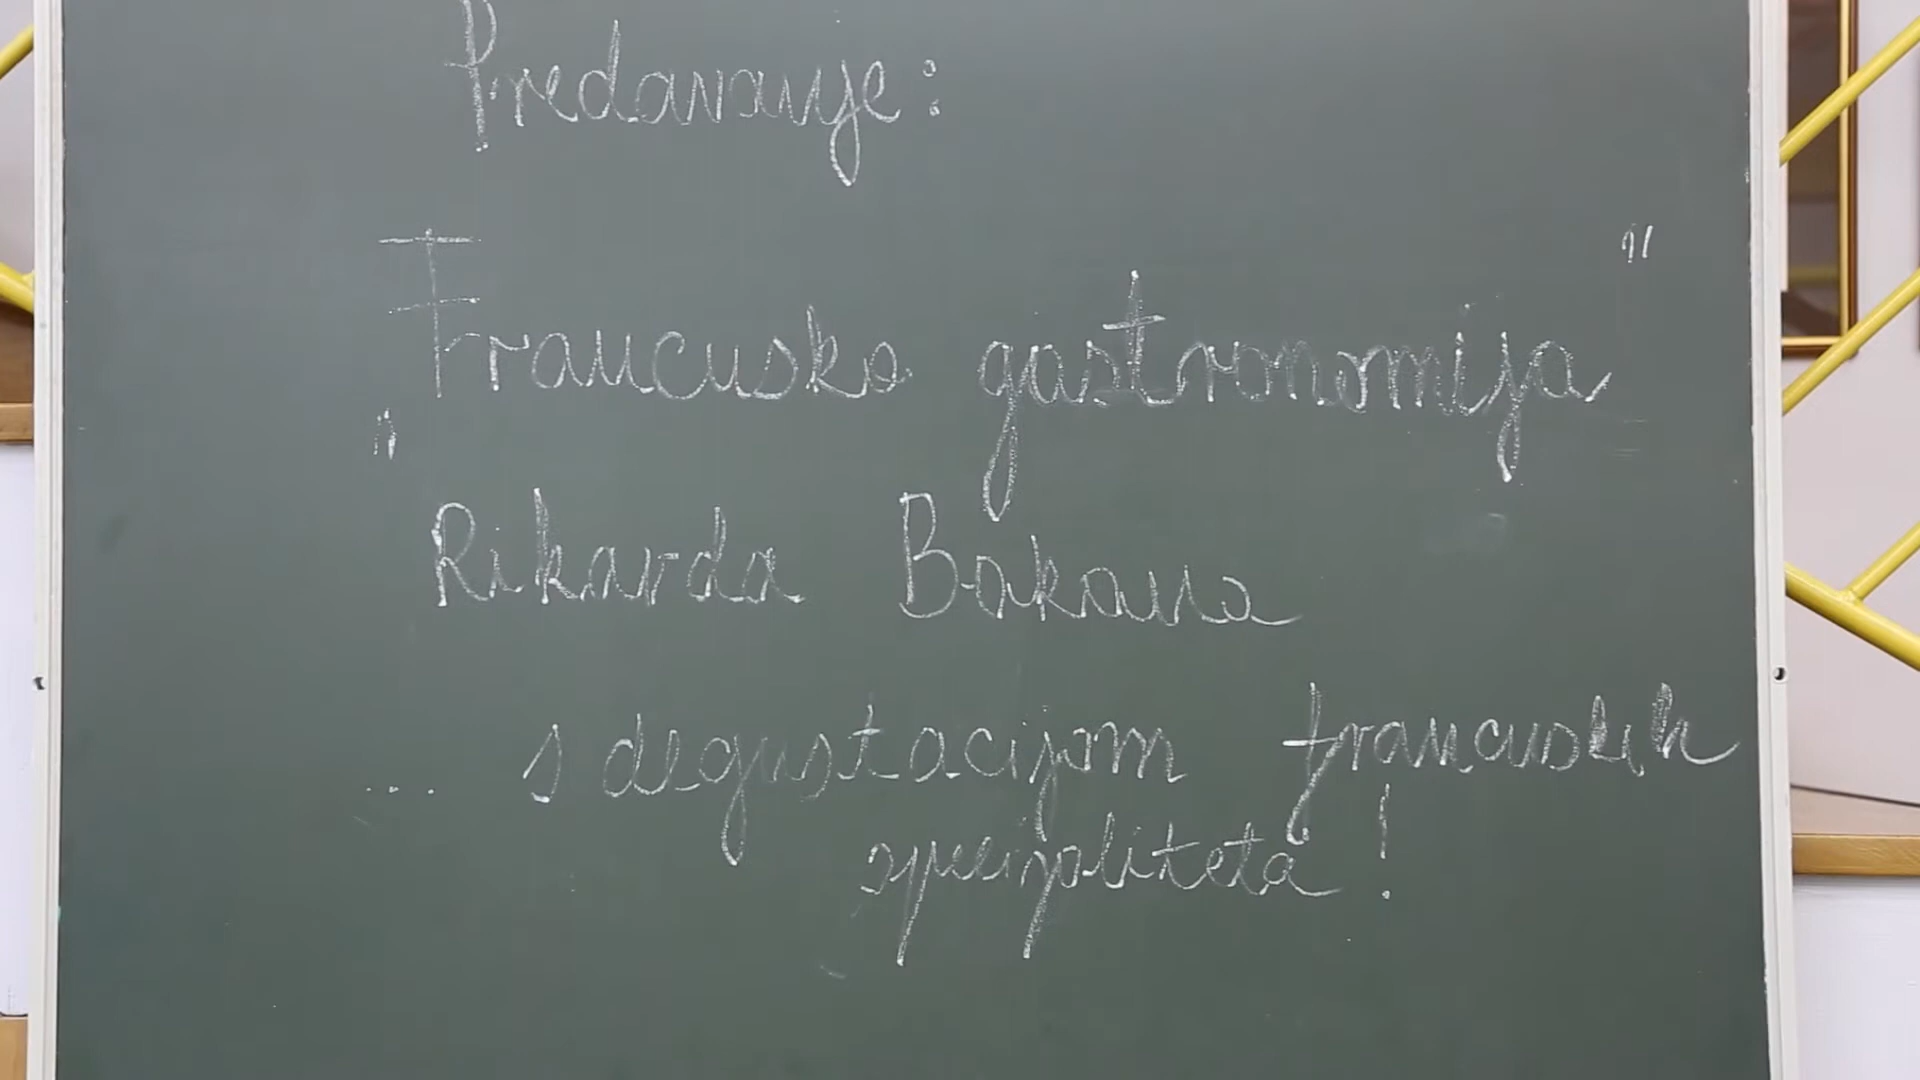 Predavanje:
„Francuska gastronomija"
Rikarda Bakana
... s degustacijom francuskih
specijaliteta!